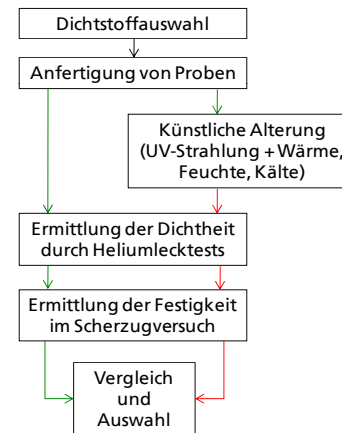 Dichtstoffauswahl
Anfertigung von Proben
Künstliche Alterung
(UV-Strahlung + Wärme,
Feuchte, Kälte)
Ermittlung der Dichtheit
durch Heliumlecktests
Ermittlung der Festigkeit
im Scherzugversuch
Vergleich
und
Auswahl